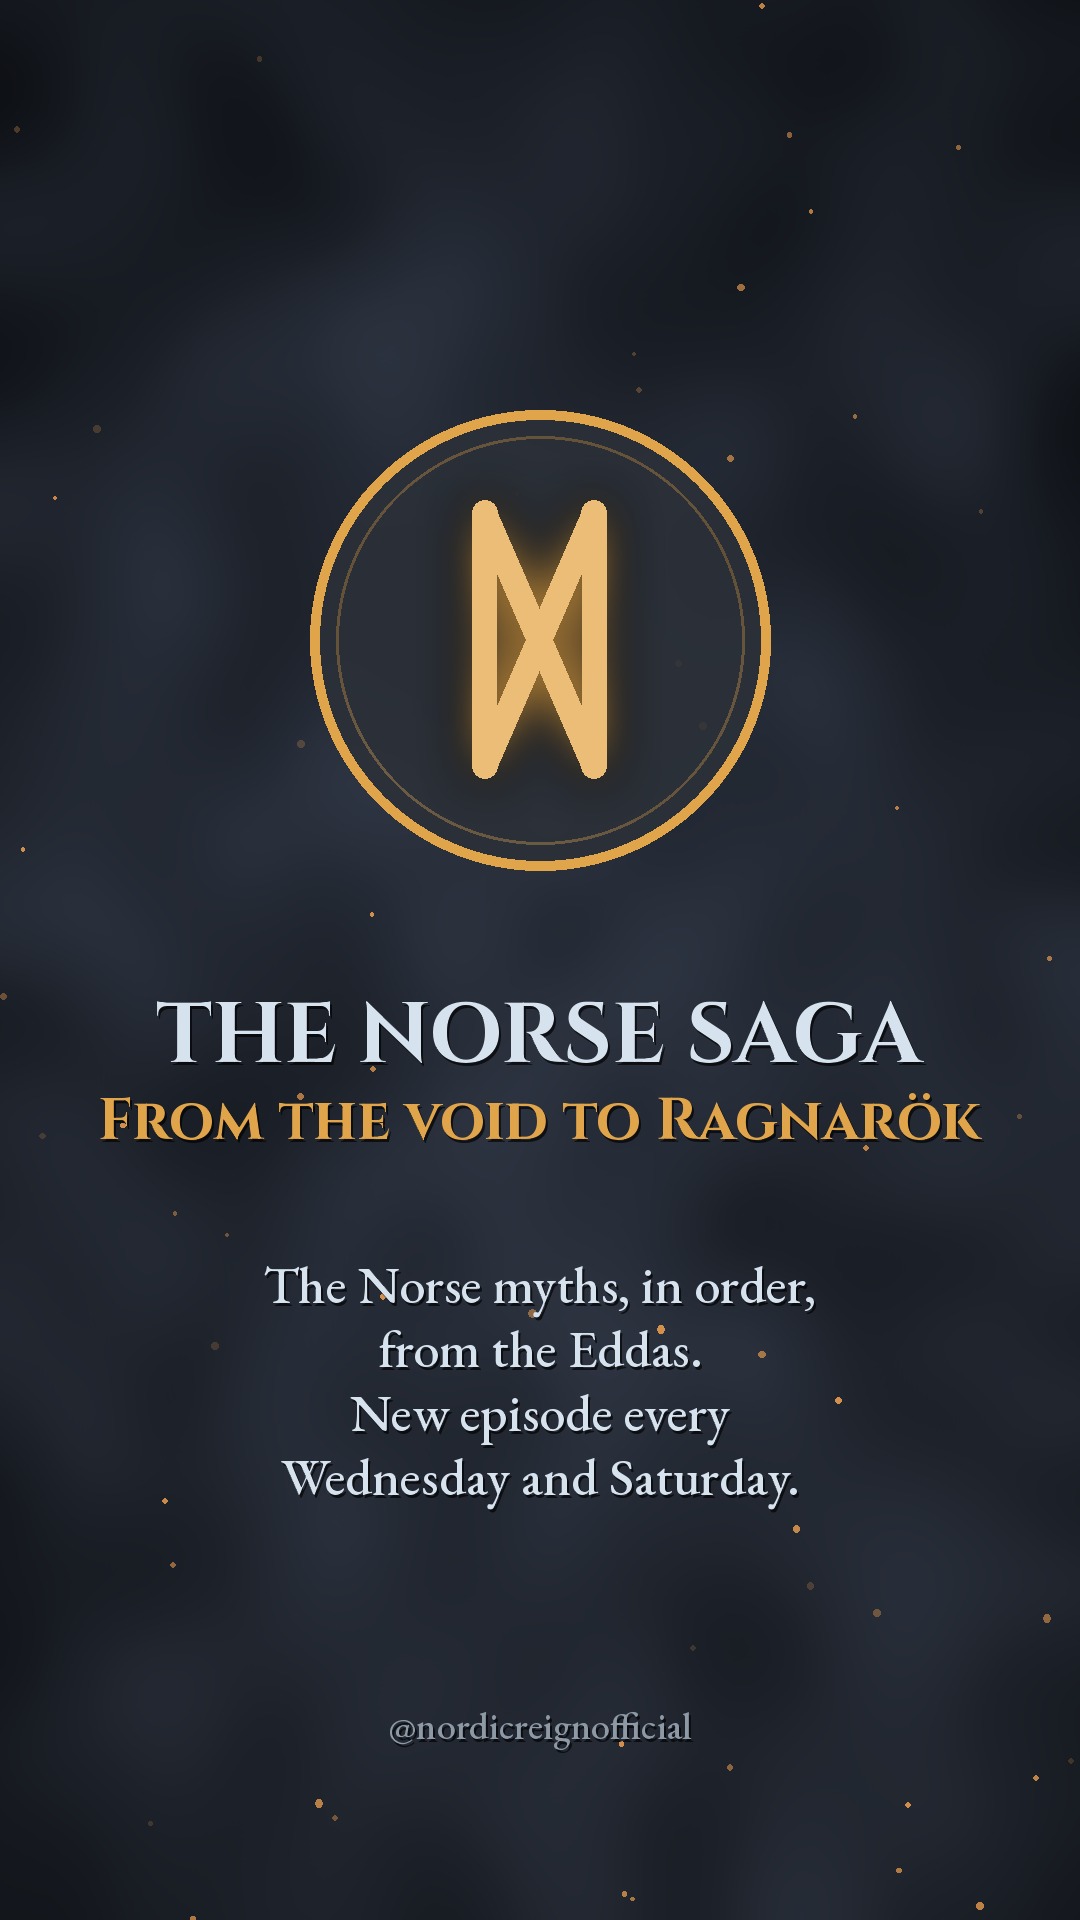 ᛞ
THE NORSE SAGA
FROM THE VOID TO RAGNARÖK
The Norse myths, in order,
from the Eddas.
New episode every
Wednesday and Saturday.
@nordicreignofficial